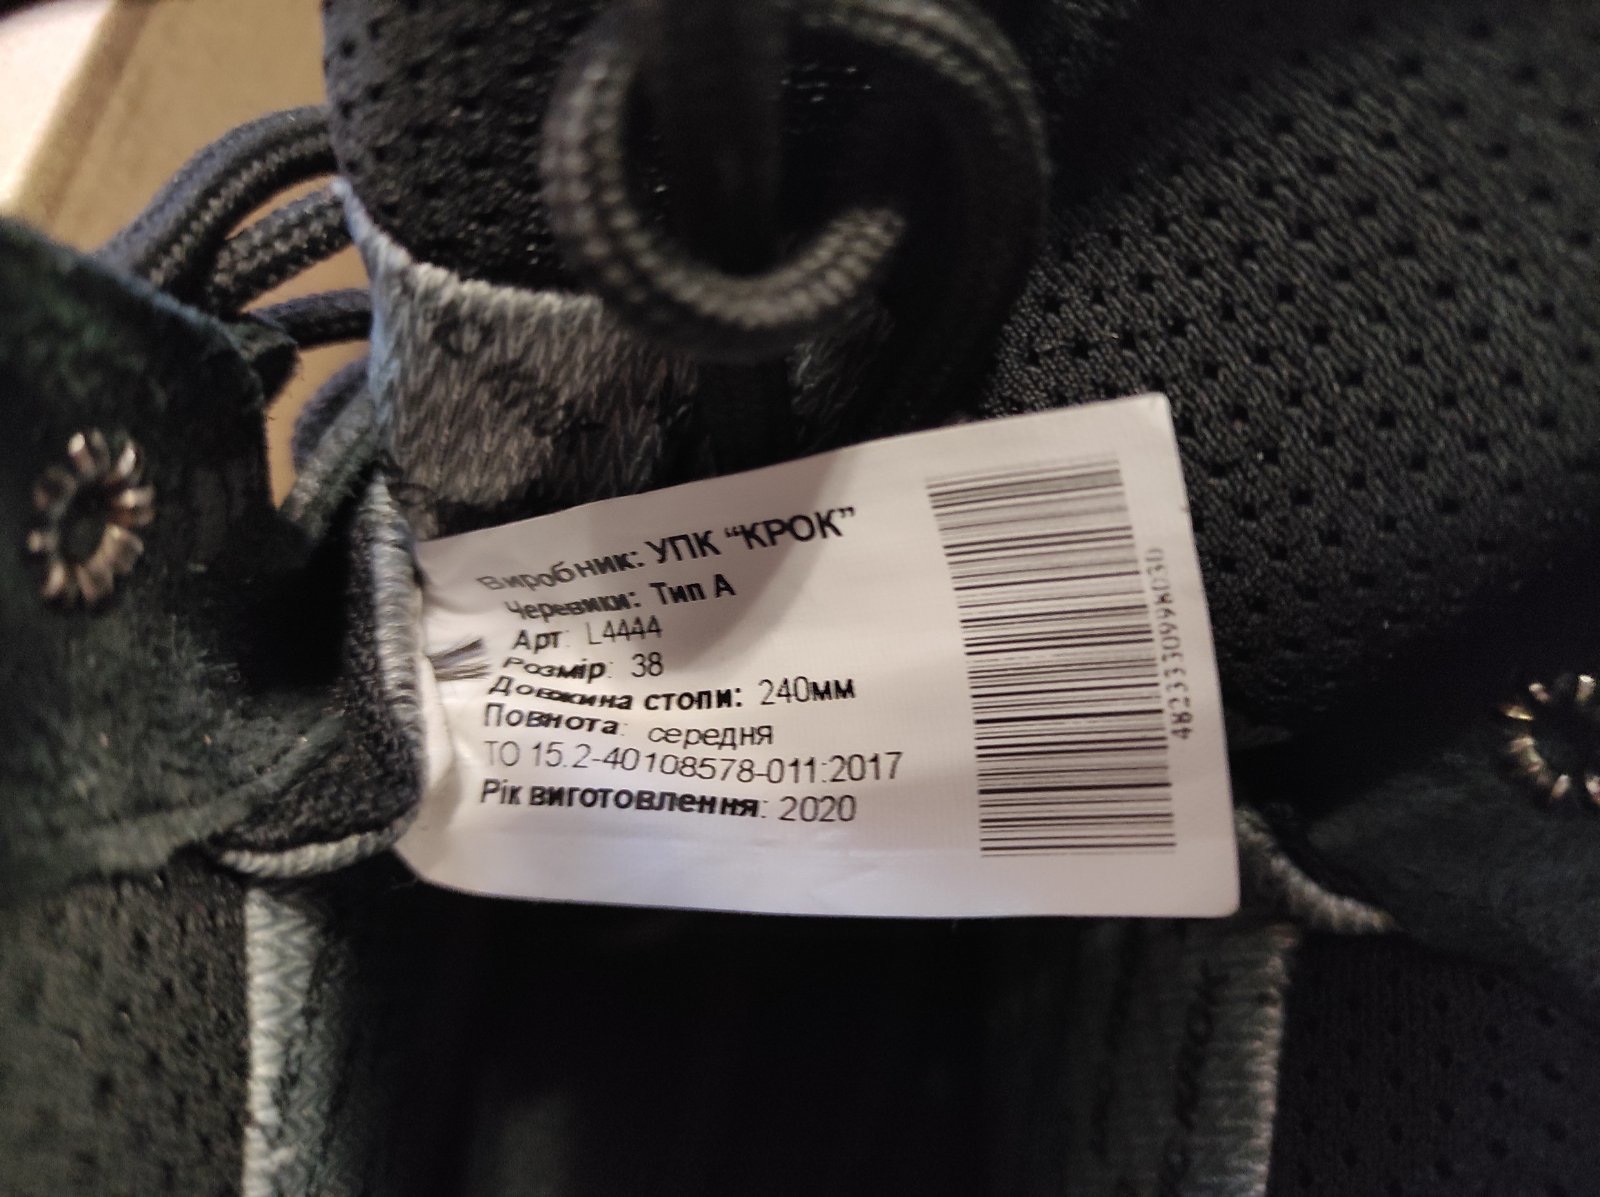 Виробник: УПК “КРОК”
Черевики: Тип А
Арт: L4444
Розмір: 38
Довжина стопи: 240мм
Повнота: середня
ТО 15.2-40108578-011:2017
Рік виготовлення: 2020